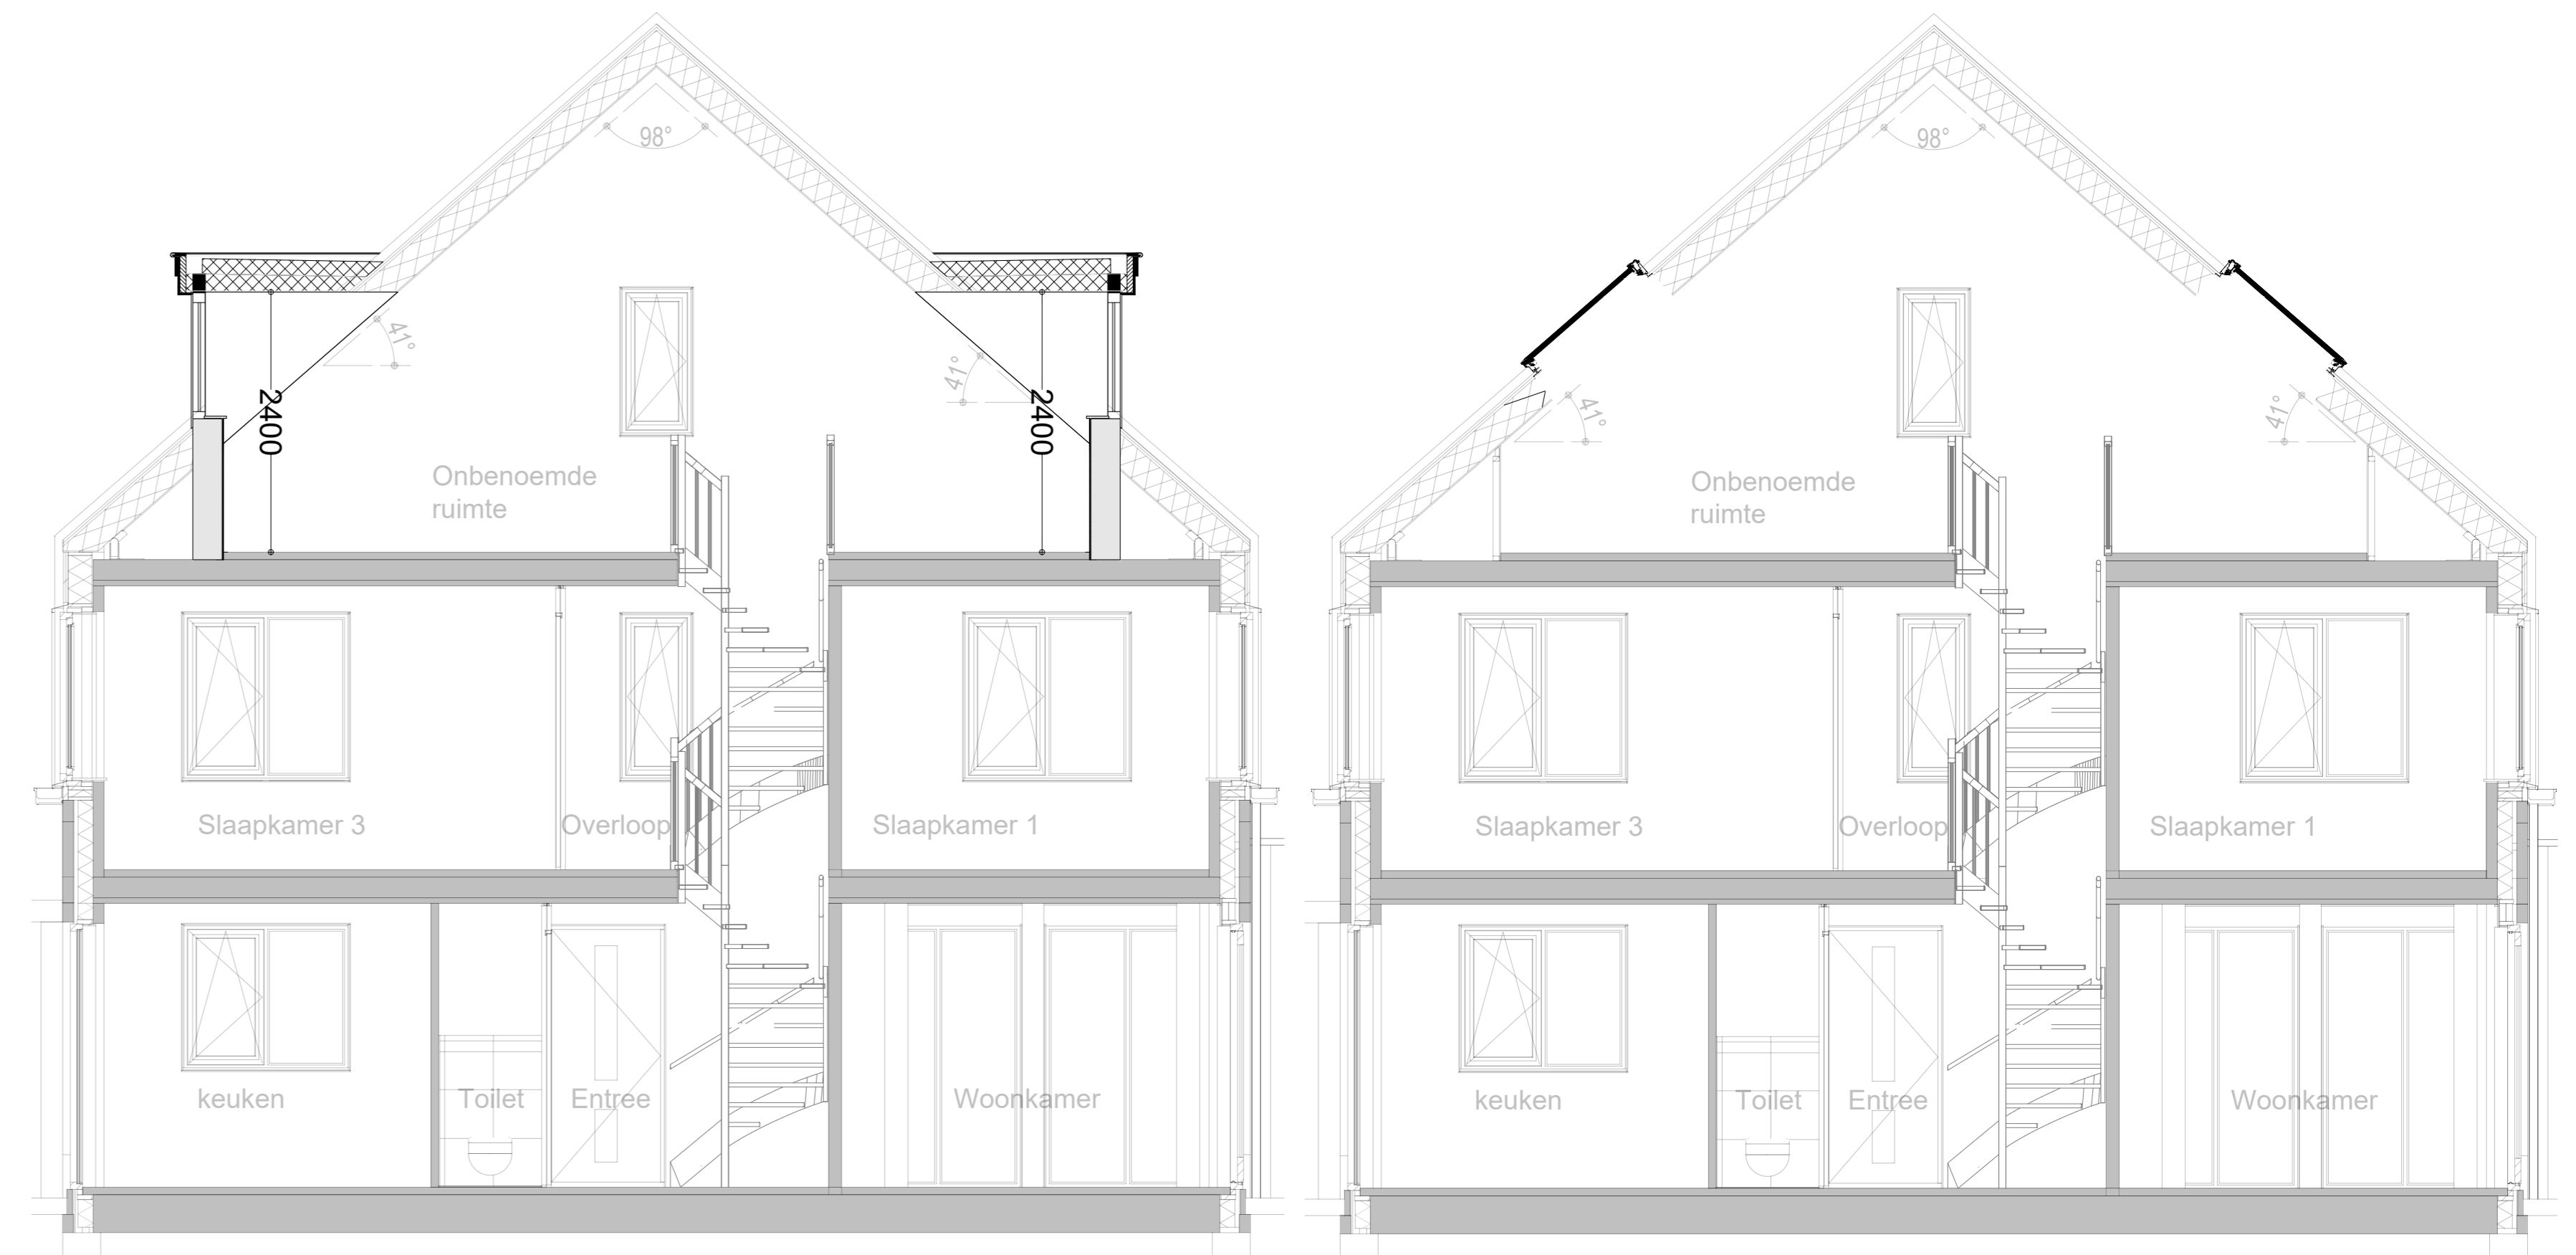 98°
41°
41°
2400
2400
Onbenoemde
ruimte
Slaapkamer 3
Overloop
Slaapkamer 1
keuken
Toilet
Entree
Woonkamer
98°
41°
41°
Onbenoemde
ruimte
Slaapkamer 3
Overloop
Slaapkamer 1
keuken
Toilet
Entree
Woonkamer